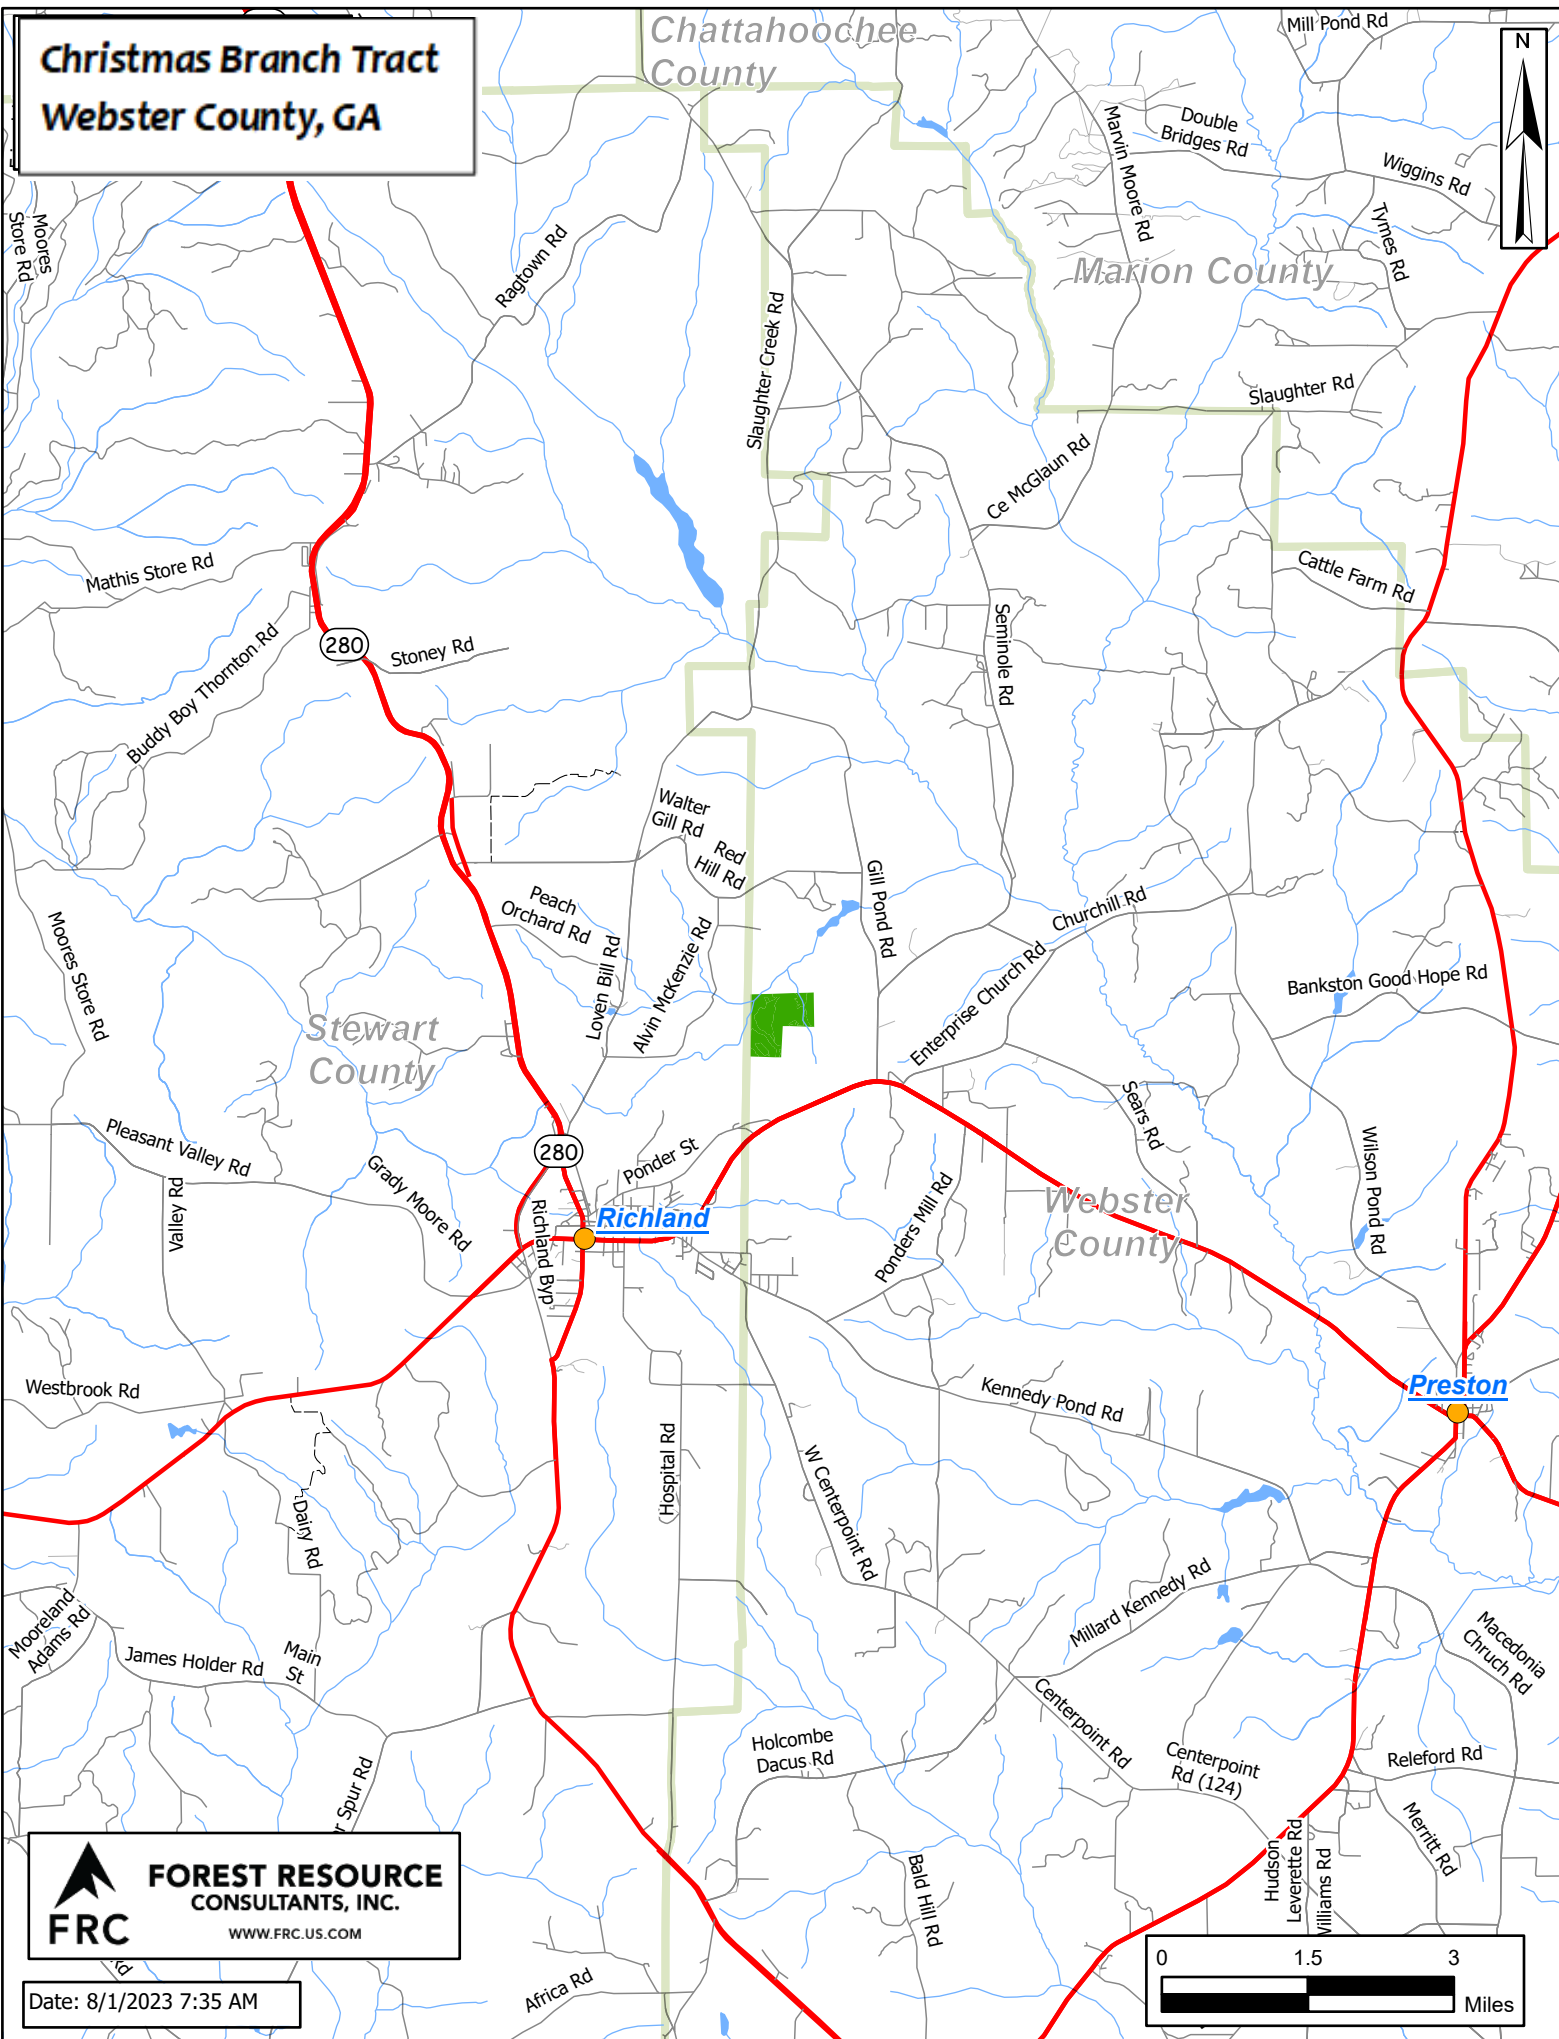 Christmas Branch Tract
Webster County, GA
Chattahoochee
County
Mill Pond Rd
N
Double
Bridges Rd
Marvin Moore Rd
Wiggins Rd
Tymes Rd
Moores
Store Rd
Ragtown Rd
Marion County
Slaughter Creek Rd
Slaughter Rd
Ce McGlaun Rd
Mathis Store Rd
Cattle Farm Rd
280
Stoney Rd
Buddy Boy Thornton Rd
Seminole Rd
Walter
Gill Rd
Red
Hill Rd
Gill Pond Rd
Peach
Orchard Rd
Churchill Rd
Moores Store Rd
Loven Bill Rd
Alvin McKenzie Rd
Enterprise Church Rd
Bankston Good Hope Rd
Stewart
County
Sears Rd
Pleasant Valley Rd
280
Ponder St
Wilson Pond Rd
Grady Moore Rd
Valley Rd
Richland Byp
Richland
Ponders Mill Rd
Webster
County
Westbrook Rd
Kennedy Pond Rd
Preston
Hospital Rd
W Centerpoint Rd
Dairy Rd
Millard Kennedy Rd
Mooreland
Adams Rd
James Holder Rd
Main
St
Macedonia
Chruch Rd
Centerpoint Rd
Holcombe
Dacus Rd
Centerpoint
Rd (124)
Releford Rd
r Spur Rd
Merritt Rd
Hudson
Leverette Rd
Williams Rd
Bald Hill Rd
FRC
FOREST RESOURCE
CONSULTANTS, INC.
WWW.FRC.US.COM
Rd
Africa Rd
Date: 8/1/2023 7:35 AM
0 1.5 3
Miles